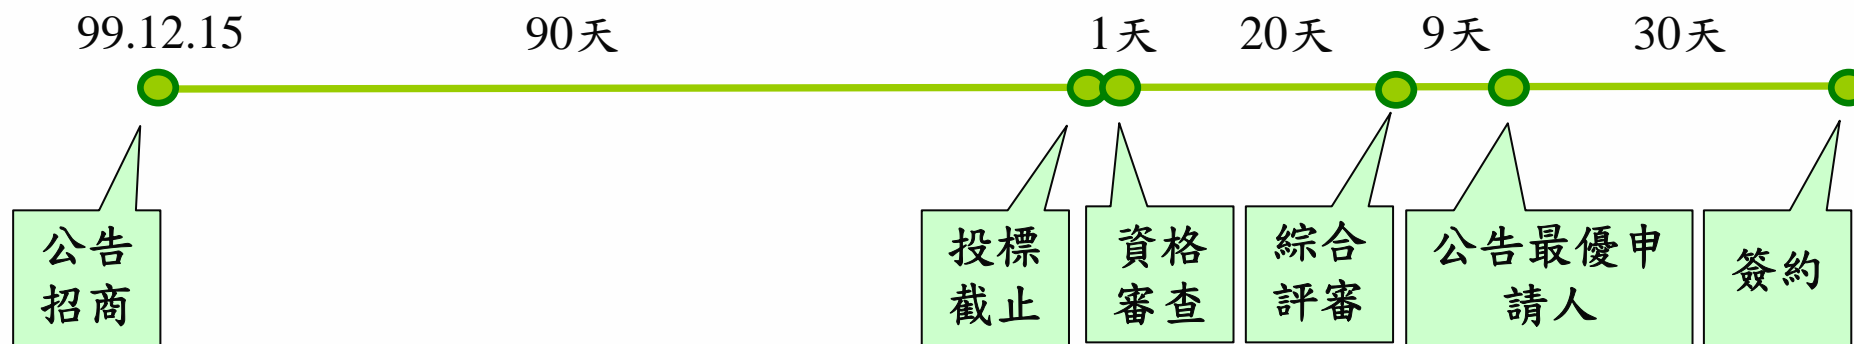 99.12.15
90天
1天
20天
9天
30天
公告
招商
投標
截止
資格
審查
綜合
評審
公告最優申
請人
簽約